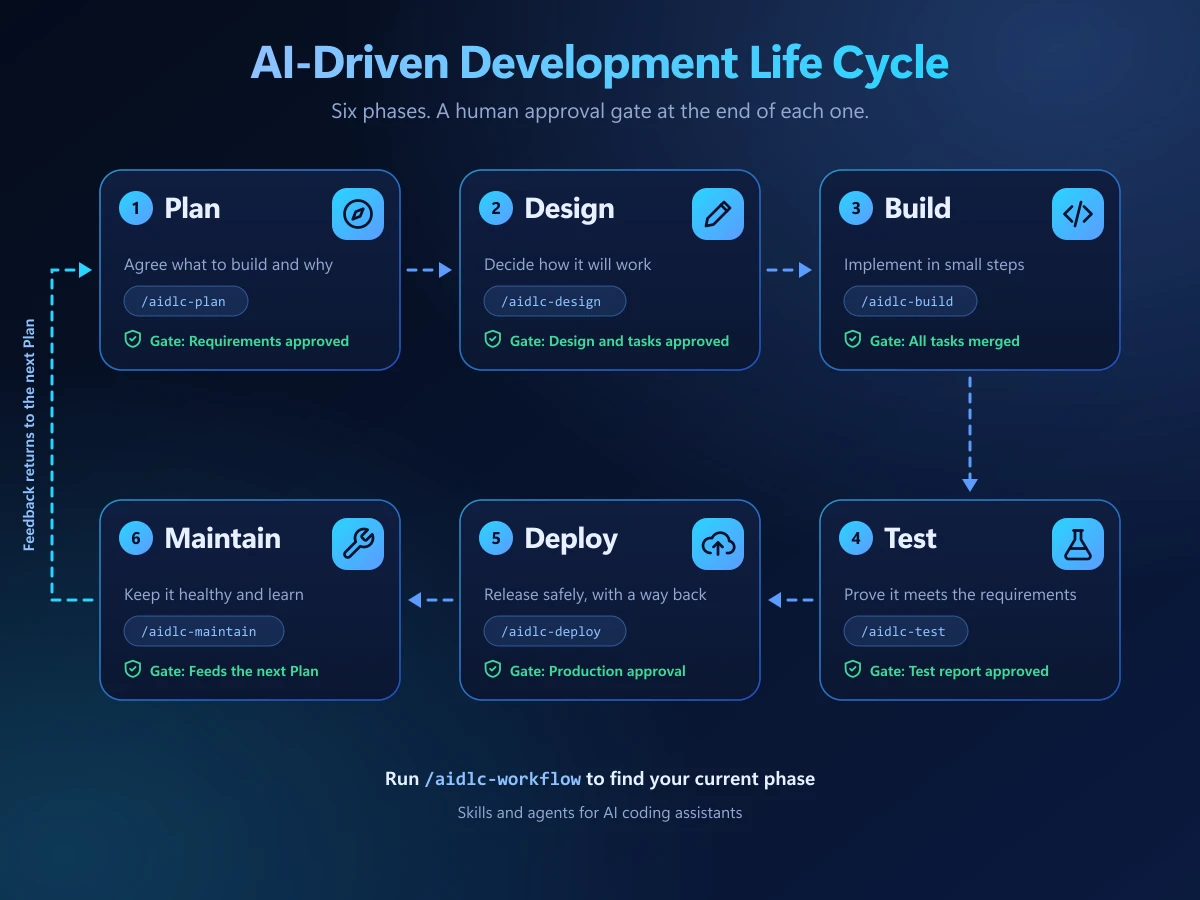 AI-Driven Development Life Cycle
Six phases. A human approval gate at the end of each one.
1 Plan
Agree what to build and why
/aidlc-plan
Gate: Requirements approved
2 Design
Decide how it will work
/aidlc-design
Gate: Design and tasks approved
3 Build
Implement in small steps
/aidlc-build
Gate: All tasks merged
4 Test
Prove it meets the requirements
/aidlc-test
Gate: Test report approved
5 Deploy
Release safely, with a way back
/aidlc-deploy
Gate: Production approval
6 Maintain
Keep it healthy and learn
/aidlc-maintain
Gate: Feeds the next Plan
Feedback returns to the next Plan
Run /aidlc-workflow to find your current phase
Skills and agents for AI coding assistants